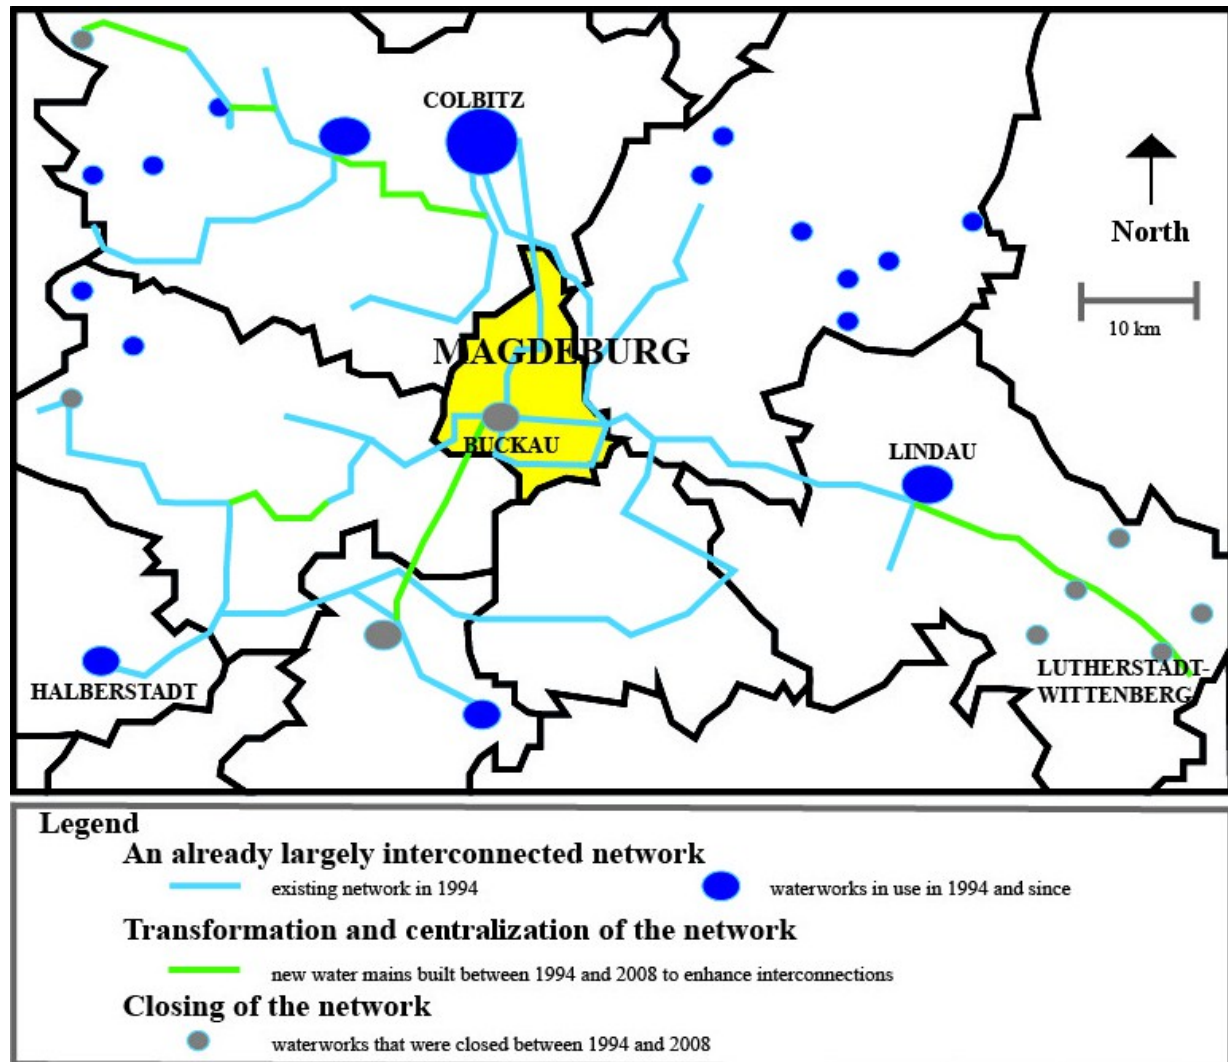 COLBITZ
North
10 km
MAGDEBURG
BUCKAU
LINDAU
LUTHERSTADT-
WITTENBERG
HALBERSTADT
Legend
An already largely interconnected network
existing network in 1994
waterworks in use in 1994 and since
Transformation and centralization of the network
new water mains built between 1994 and 2008 to enhance interconnections
Closing of the network
waterworks that were closed between 1994 and 2008